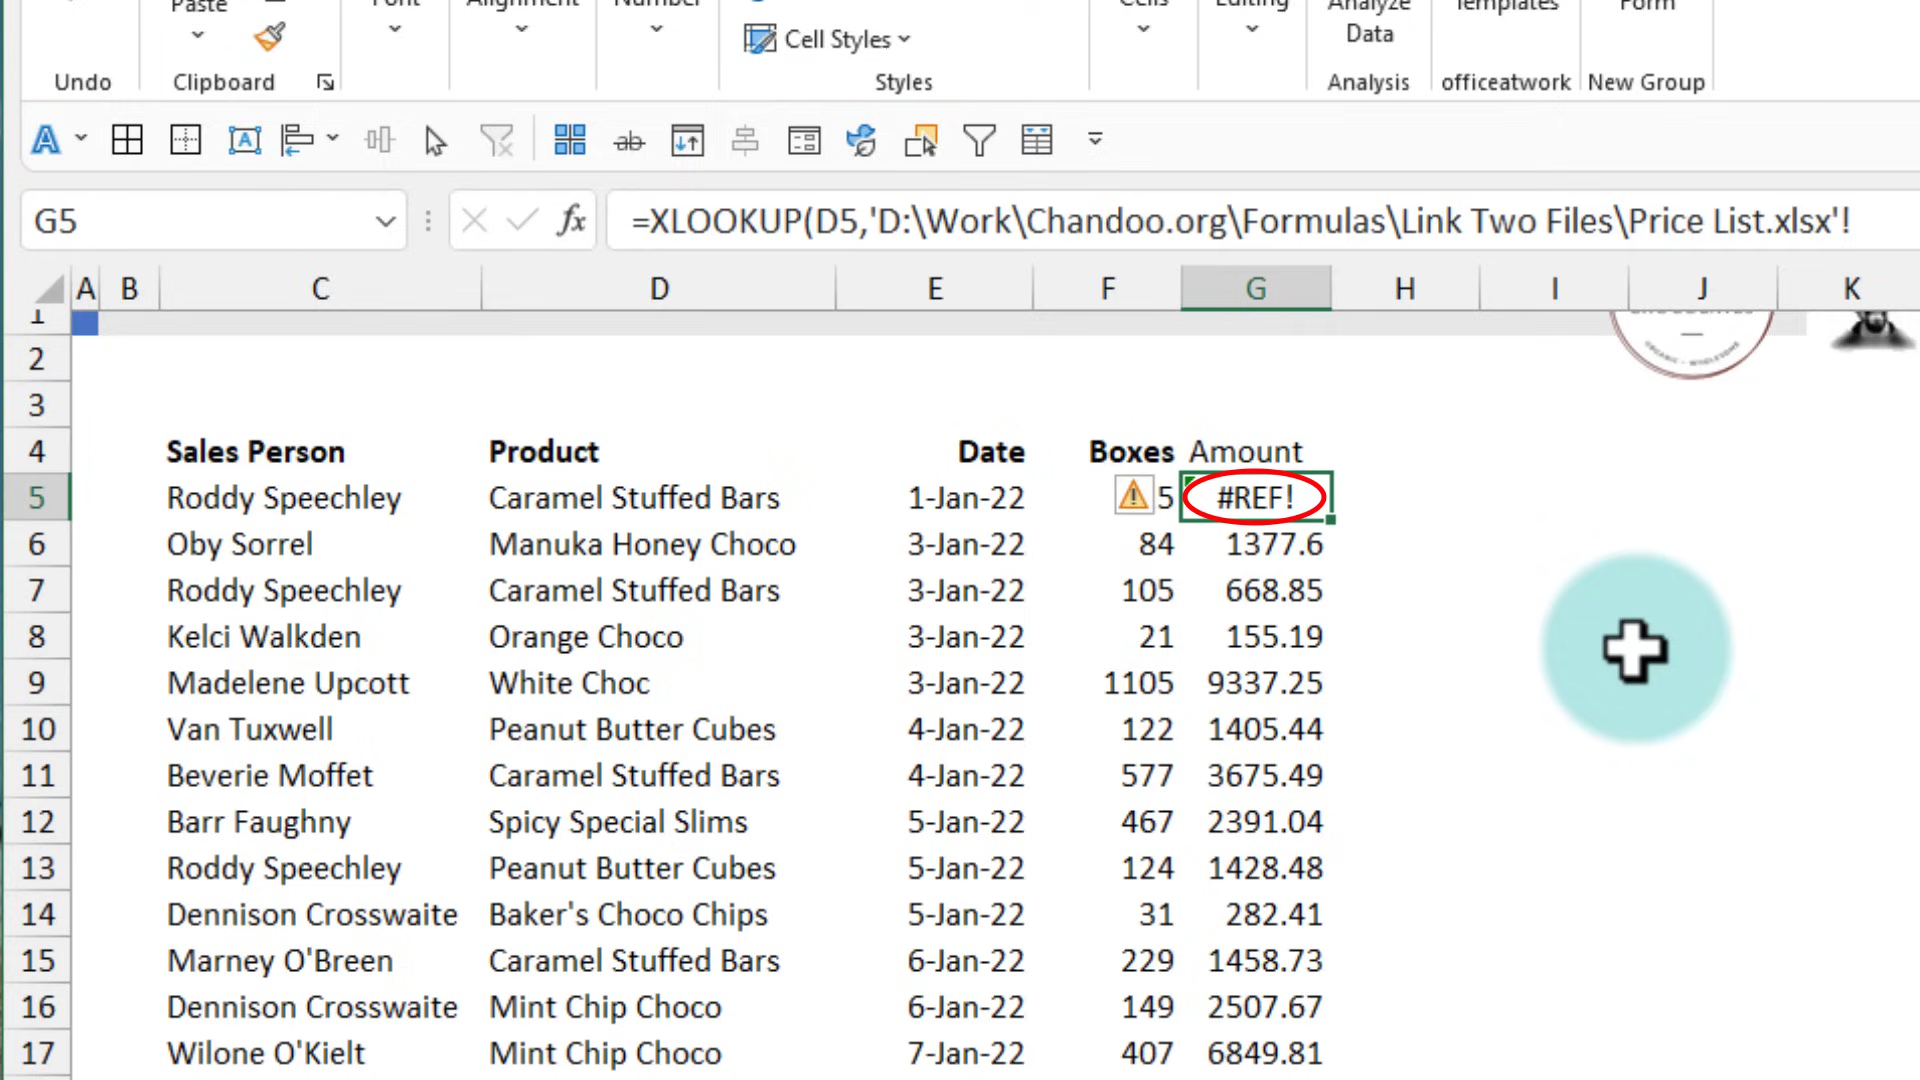 Paste
Font
Alignment
Number
Cells
Editing
Analyze
Templates
Form
Cell Styles
Data
Undo
Clipboard
Styles
Analysis
officeatwork
New Group
A
ab
G5
fx
=XLOOKUP(D5,'D:\Work\Chandoo.org\Formulas\Link Two Files\Price List.xlsx'!
A B C D E F G H I J K
1
ORGANIC - WHOLESOME
2
3
4 Sales Person Product Date Boxes Amount
5 Roddy Speechley Caramel Stuffed Bars 1-Jan-22 5 #REF!
6 Oby Sorrel Manuka Honey Choco 3-Jan-22 84 1377.6
7 Roddy Speechley Caramel Stuffed Bars 3-Jan-22 105 668.85
8 Kelci Walkden Orange Choco 3-Jan-22 21 155.19
9 Madelene Upcott White Choc 3-Jan-22 1105 9337.25
10 Van Tuxwell Peanut Butter Cubes 4-Jan-22 122 1405.44
11 Beverie Moffet Caramel Stuffed Bars 4-Jan-22 577 3675.49
12 Barr Faughny Spicy Special Slims 5-Jan-22 467 2391.04
13 Roddy Speechley Peanut Butter Cubes 5-Jan-22 124 1428.48
14 Dennison Crosswaite Baker's Choco Chips 5-Jan-22 31 282.41
15 Marney O'Breen Caramel Stuffed Bars 6-Jan-22 229 1458.73
16 Dennison Crosswaite Mint Chip Choco 6-Jan-22 149 2507.67
17 Wilone O'Kielt Mint Chip Choco 7-Jan-22 407 6849.81